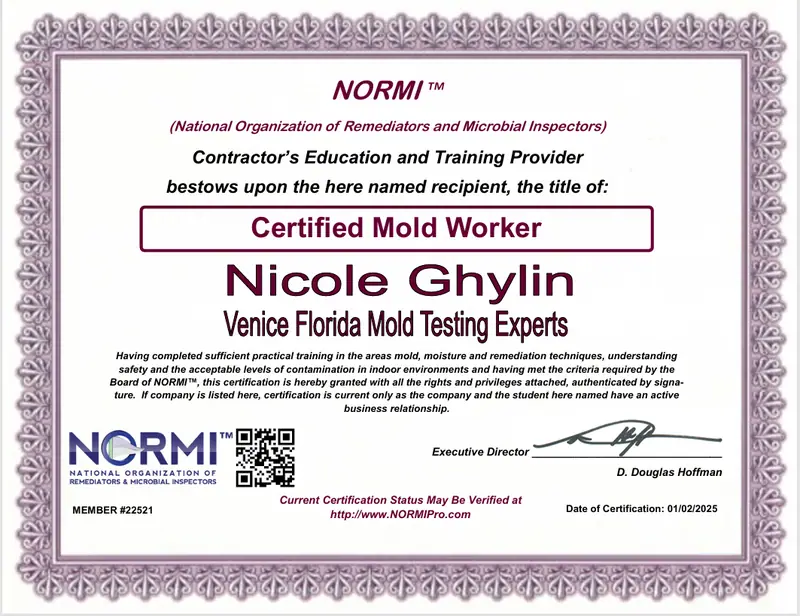 NORMI ™
(National Organization of Remediators and Microbial Inspectors)
Contractor’s Education and Training Provider
bestows upon the here named recipient, the title of:
Certified Mold Worker
Nicole Ghylin
Venice Florida Mold Testing Experts
Having completed sufficient practical training in the areas mold, moisture and remediation techniques, understanding
safety and the acceptable levels of contamination in indoor environments and having met the criteria required by the
Board of NORMI™, this certification is hereby granted with all the rights and privileges attached, authenticated by signa-
ture.  If company is listed here, certification is current only as the company and the student here named have an active
business relationship.
NORMI™
NATIONAL ORGANIZATION OF
REMEDIATORS & MICROBIAL INSPECTORS
Executive Director
D. Douglas Hoffman
MEMBER #22521
Current Certification Status May Be Verified at
http://www.NORMIPro.com
Date of Certification: 01/02/2025